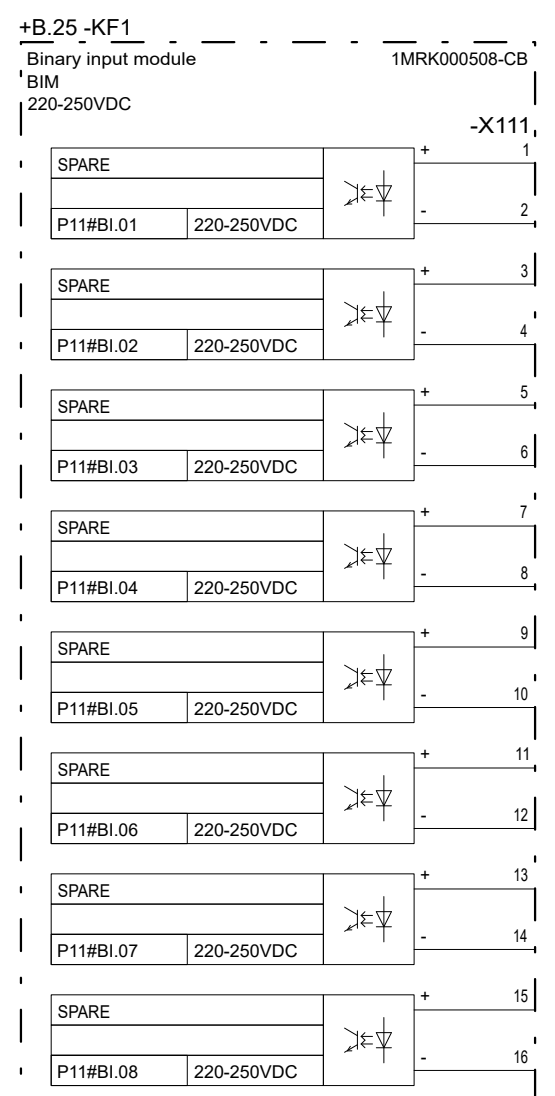 +B.25 -KF1
Binary input module 1MRK000508-CB
BIM
220-250VDC
-X111
+ 1
SPARE
- 2
P11#BI.01 220-250VDC
+ 3
SPARE
- 4
P11#BI.02 220-250VDC
+ 5
SPARE
- 6
P11#BI.03 220-250VDC
+ 7
SPARE
- 8
P11#BI.04 220-250VDC
+ 9
SPARE
- 10
P11#BI.05 220-250VDC
+ 11
SPARE
- 12
P11#BI.06 220-250VDC
+ 13
SPARE
- 14
P11#BI.07 220-250VDC
+ 15
SPARE
- 16
P11#BI.08 220-250VDC